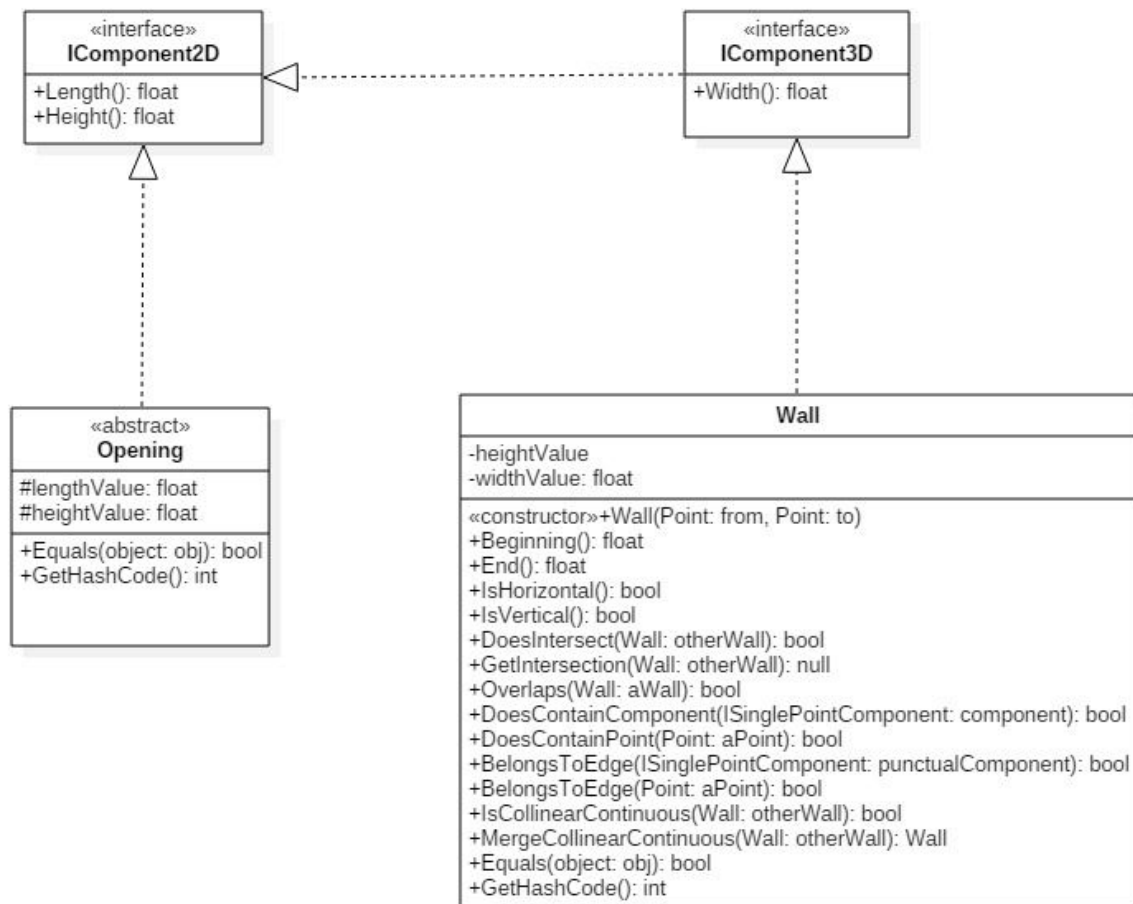 «interface»
IComponent2D
+Length(): float
+Height(): float
«interface»
IComponent3D
+Width(): float
«abstract»
Opening
#lengthValue: float
#heightValue: float
+Equals(object: obj): bool
+GetHashCode(): int
Wall
-heightValue
-widthValue: float
«constructor»+Wall(Point: from, Point: to)
+Beginning(): float
+End(): float
+IsHorizontal(): bool
+IsVertical(): bool
+DoesIntersect(Wall: otherWall): bool
+GetIntersection(Wall: otherWall): null
+Overlaps(Wall: aWall): bool
+DoesContainComponent(ISinglePointComponent: component): bool
+DoesContainPoint(Point: aPoint): bool
+BelongsToEdge(ISinglePointComponent: punctualComponent): bool
+BelongsToEdge(Point: aPoint): bool
+IsCollinearContinuous(Wall: otherWall): bool
+MergeCollinearContinuous(Wall: otherWall): Wall
+Equals(object: obj): bool
+GetHashCode(): int